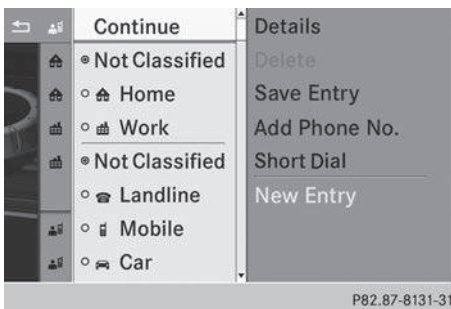 Continue
Not Classified
Home
Work
Not Classified
Landline
Mobile
Car
Details
Delete
Save Entry
Add Phone No.
Short Dial
New Entry
P82.87-8131-31